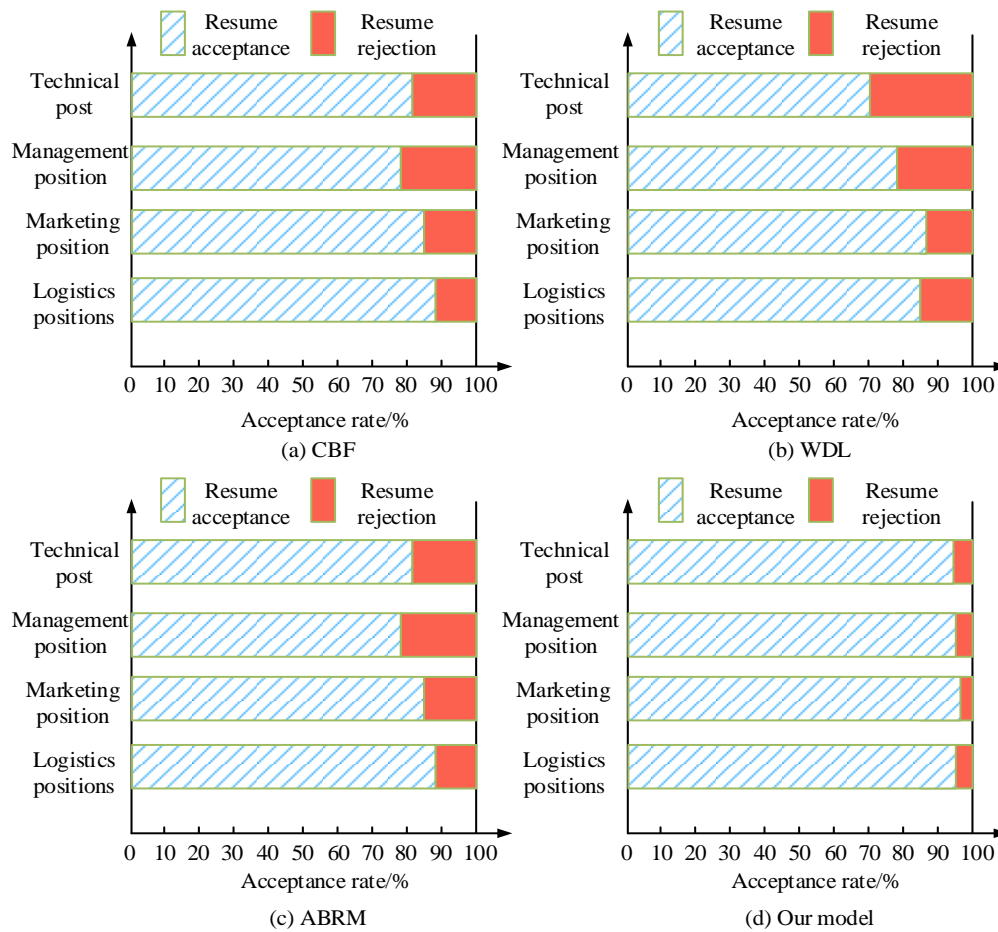 Resume
acceptance
Resume
rejection
Technical
post
Management
position
Marketing
position
Logistics
positions
0 10 20 30 40 50 60 70 80 90 100
Acceptance rate/%
(a) CBF
Resume
acceptance
Resume
rejection
Technical
post
Management
position
Marketing
position
Logistics
positions
0 10 20 30 40 50 60 70 80 90 100
Acceptance rate/%
(b) WDL
Resume
acceptance
Resume
rejection
Technical
post
Management
position
Marketing
position
Logistics
positions
0 10 20 30 40 50 60 70 80 90 100
Acceptance rate/%
(c) ABRM
Resume
acceptance
Resume
rejection
Technical
post
Management
position
Marketing
position
Logistics
positions
0 10 20 30 40 50 60 70 80 90 100
Acceptance rate/%
(d) Our model